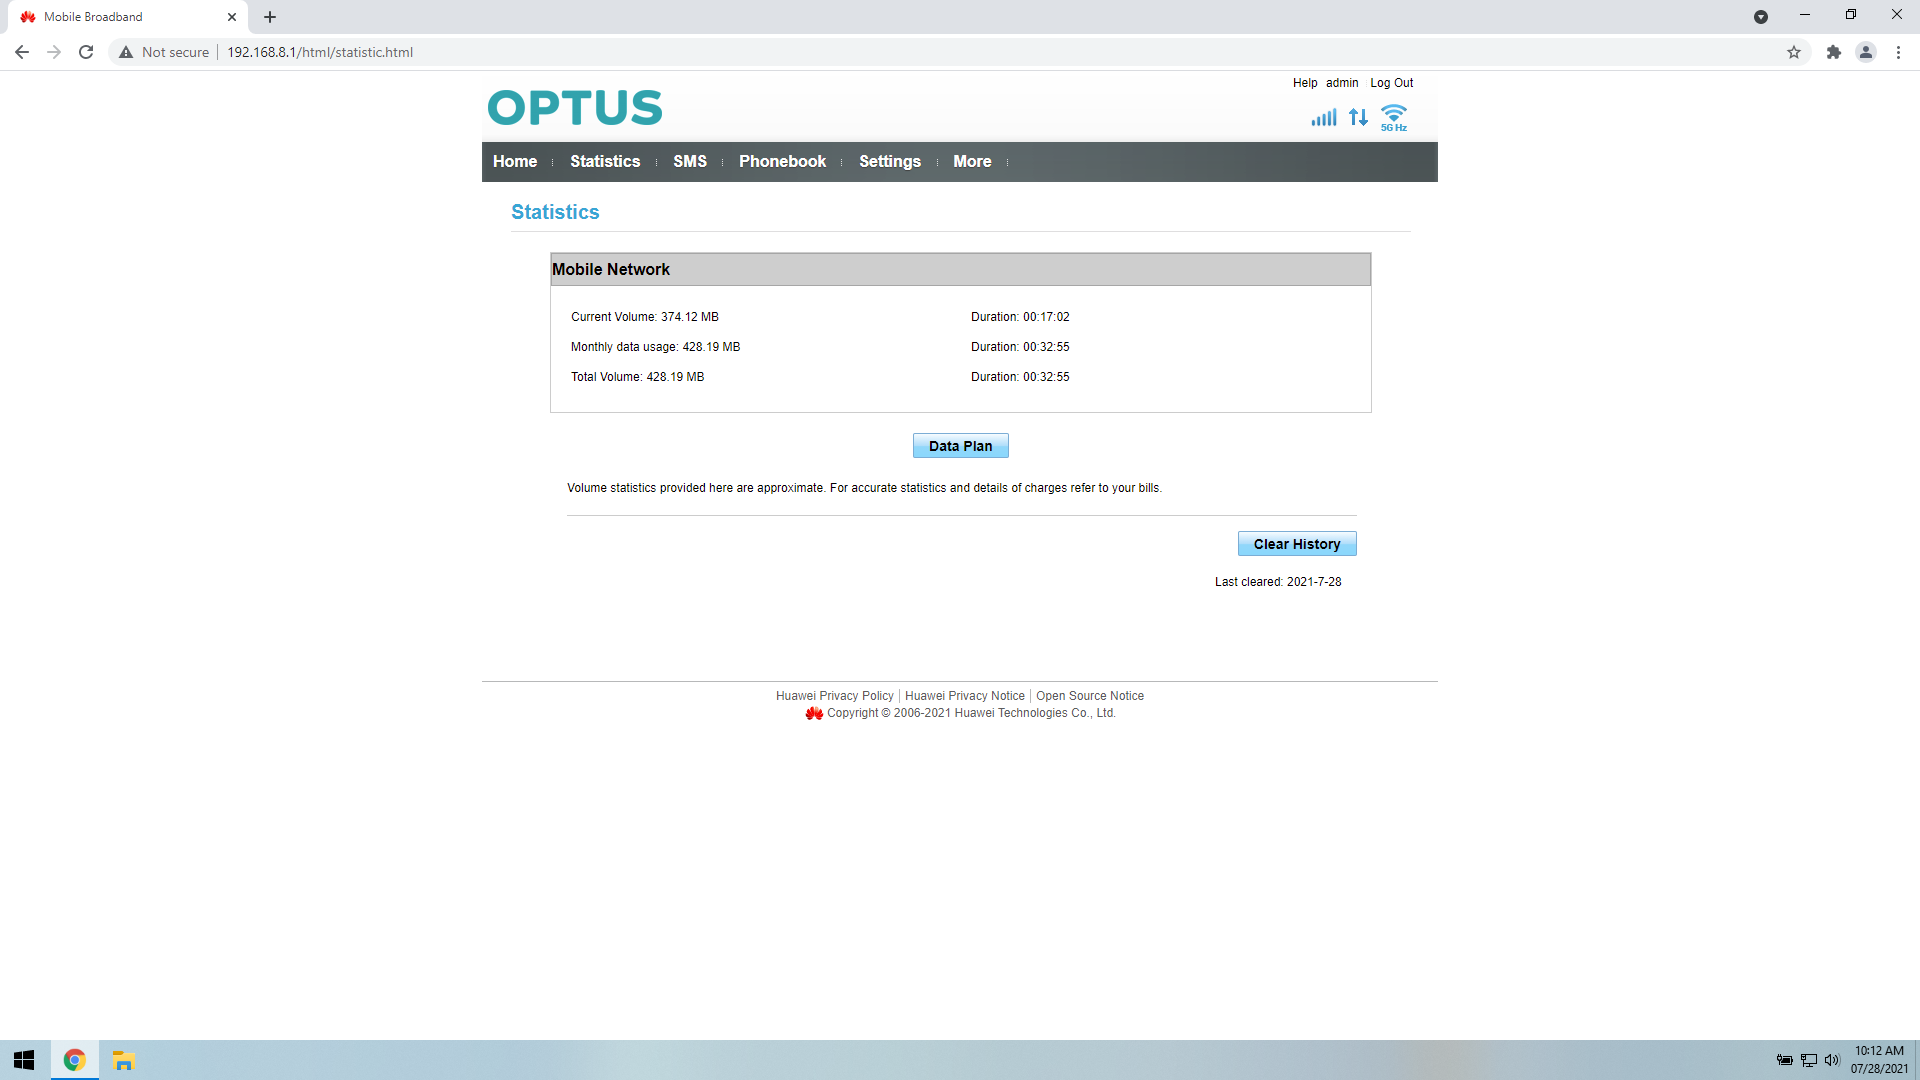 Mobile Broadband
Not secure 192.168.8.1/html/statistic.html
Help admin Log Out
OPTUS
5G Hz
Home Statistics SMS Phonebook Settings More
Statistics
Mobile Network
Current Volume: 374.12 MB Duration: 00:17:02
Monthly data usage: 428.19 MB Duration: 00:32:55
Total Volume: 428.19 MB Duration: 00:32:55
Data Plan
Volume statistics provided here are approximate. For accurate statistics and details of charges refer to your bills.
Clear History
Last cleared: 2021-7-28
Huawei Privacy Policy | Huawei Privacy Notice | Open Source Notice
Copyright © 2006-2021 Huawei Technologies Co., Ltd.
10:12 AM
07/28/2021